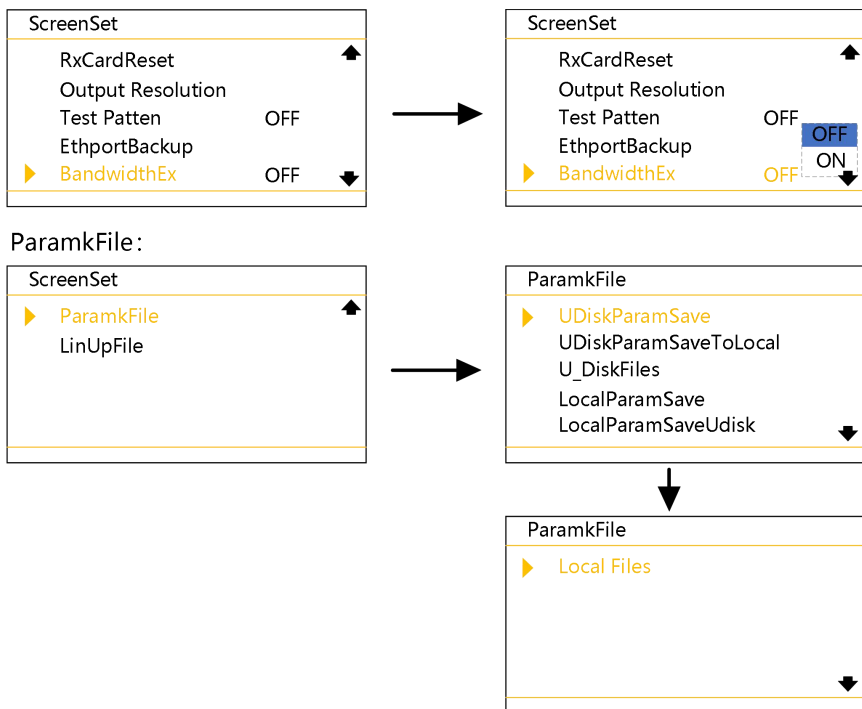 ScreenSet
RxCardReset
Output Resolution
Test Patten OFF
EthportBackup
BandwidthEx OFF
ScreenSet
RxCardReset
Output Resolution
Test Patten OFF
OFF
EthportBackup
ON
BandwidthEx OFF
ParamkFile:
ScreenSet
ParamkFile
LinUpFile
ParamkFile
UDiskParamSave
UDiskParamSaveToLocal
U_DiskFiles
LocalParamSave
LocalParamSaveUdisk
ParamkFile
Local Files